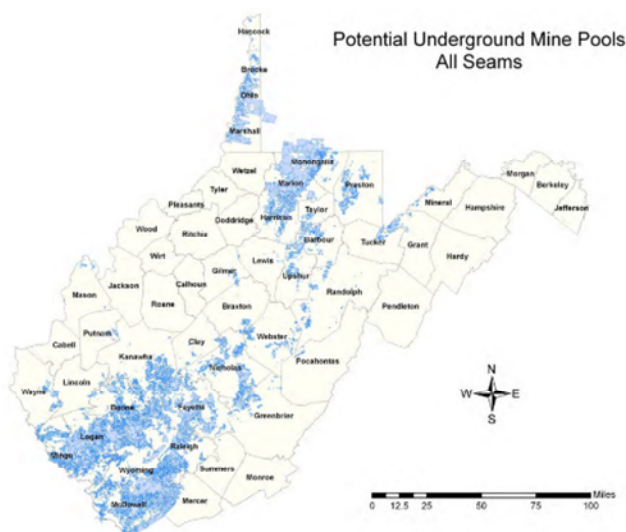 Potential Underground Mine Pools
All Seams
Hancock
Brooke
Ohio
Marshall
Wetzel
Monongalia
Marion
Preston
Morgan
Berkeley
Jefferson
Tyler
Pleasants
Doddridge
Harrison
Taylor
Mineral
Hampshire
Wood
Ritchie
Barbour
Tucker
Grant
Hardy
Wirt
Lewis
Gilmer
Upshur
Randolph
Pendleton
Mason
Jackson
Calhoun
Roane
Braxton
Webster
Putnam
Cabell
Kanawha
Clay
Pocahontas
Nicholas
Wayne
Lincoln
Boone
Fayette
Greenbrier
Logan
Mingo
Raleigh
Wyoming
Summers
Monroe
McDowell
Mercer
N
W E
S
Miles
0 12.5 25 50 75 100